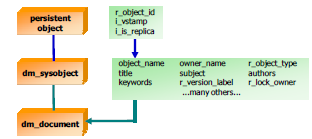 persistent
object
r_object_id
i_vstamp
i_is_replica
dm_sysobject
object_name owner_name r_object_type
title subject authors
keywords r_version_label r_lock_owner
...many others...
dm_document